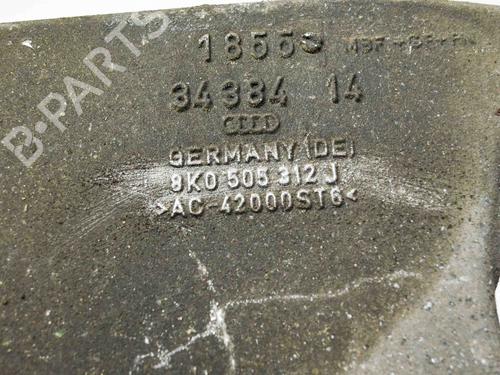 1855
34384 14
GERMANY (DE)
8K0 505 312 J
>AC-42000ST6<
B-PARTS